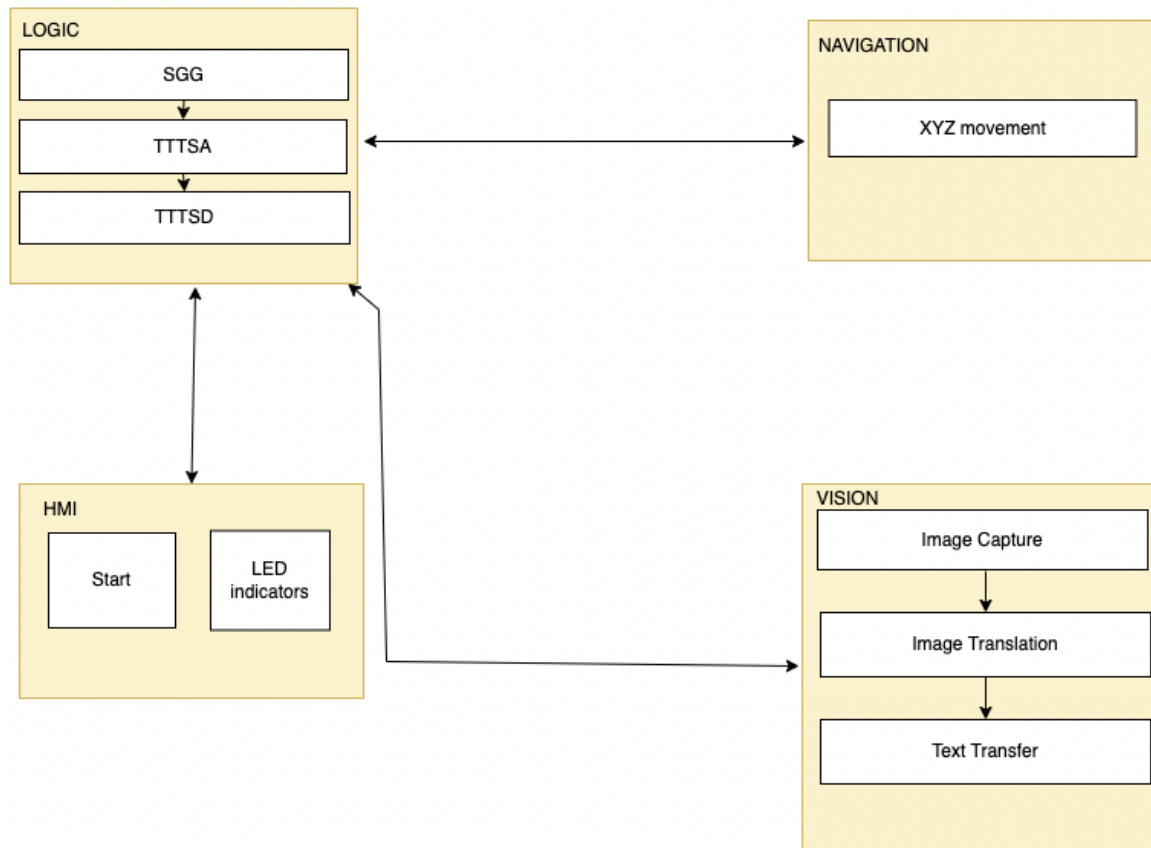 LOGIC
SGG
TTTSA
TTTSD
NAVIGATION
XYZ movement
HMI
Start
LED
indicators
VISION
Image Capture
Image Translation
Text Transfer